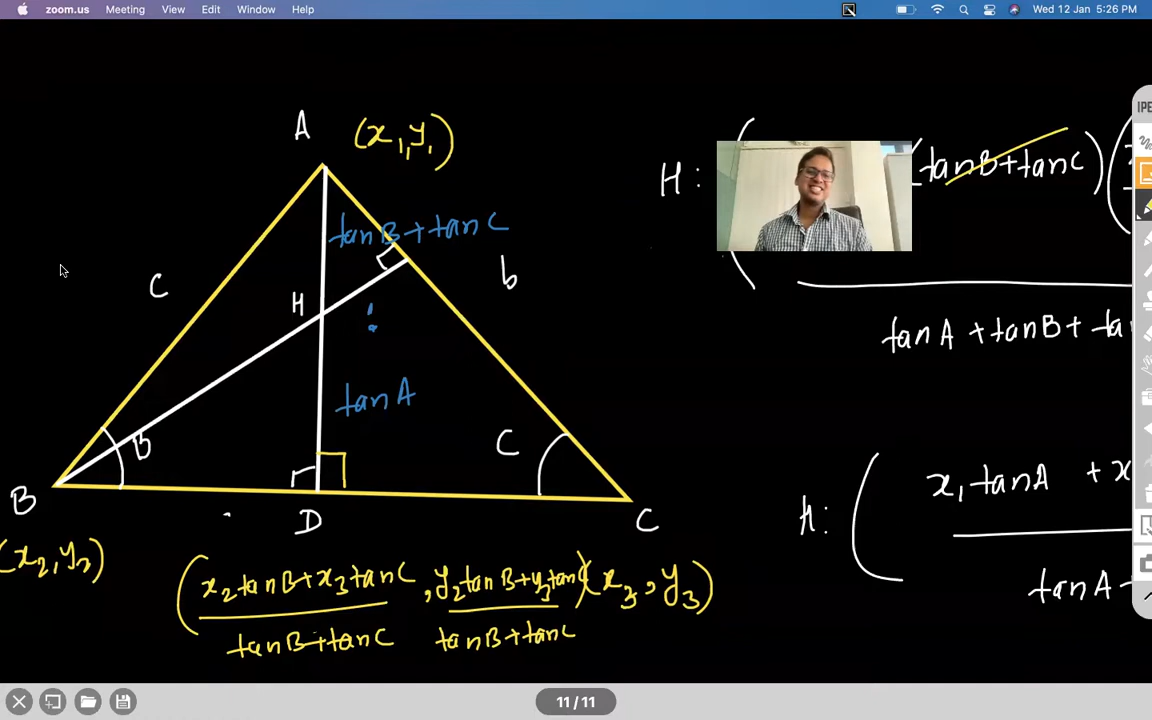 zoom.us Meeting View Edit Window Help Wed 12 Jan 5:26 PM
A (x₁,y₁)
H: (tanB+tanC)
tanB+tanC
c
b
H
tanA + tanB + ta
tanA
B
C
x₁tanA + x
H: (
B
D
C
tanA
(x₂,y₂)
(x₂tanB+x₃tanC , y₂tanB+y₃tanC) (x₃,y₃)
tanB+tanC tanB+tanC
11/11